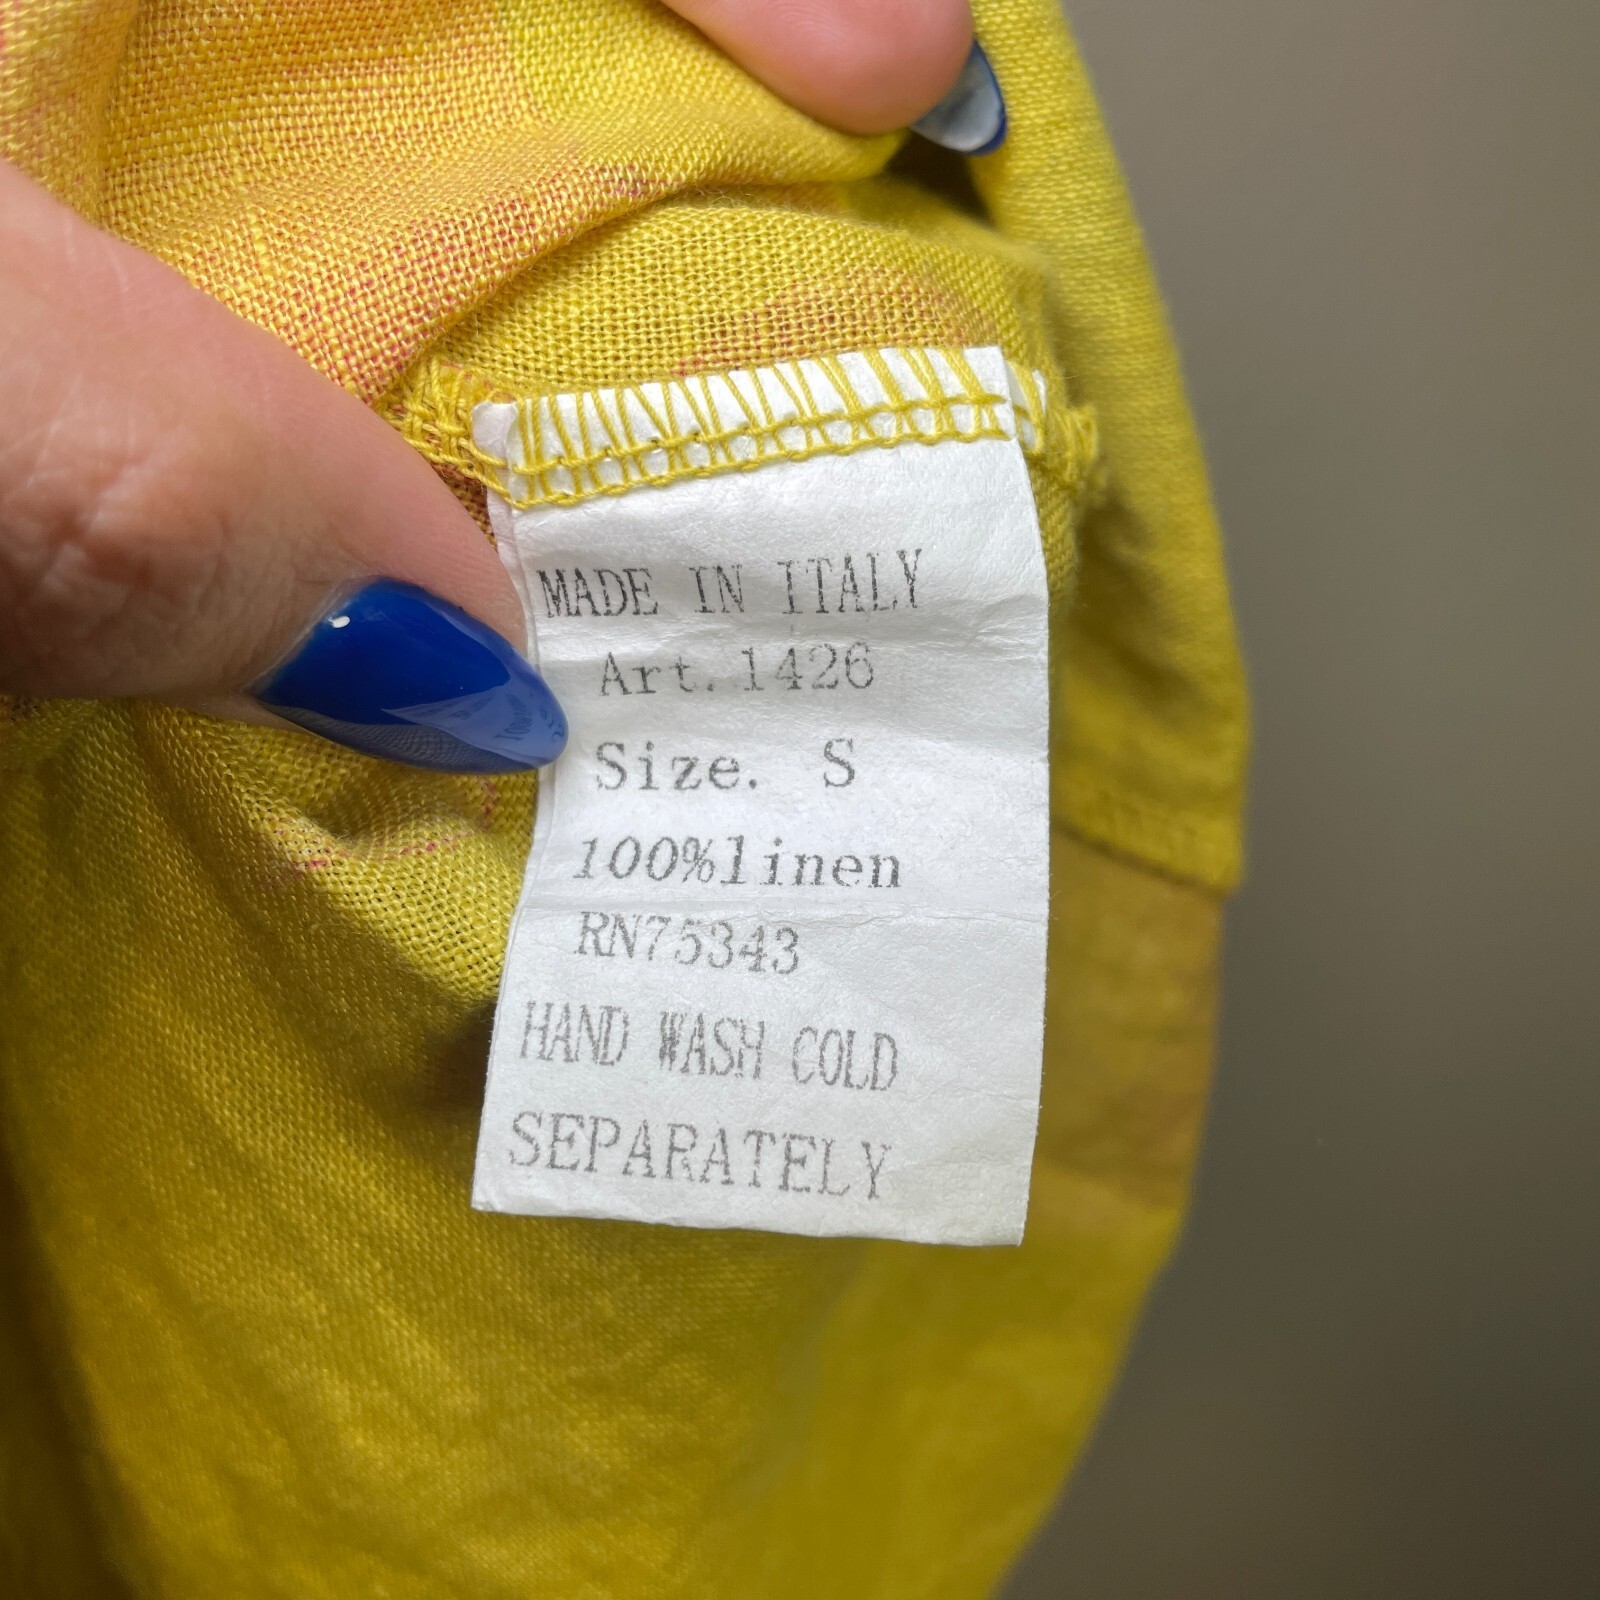 MADE IN ITALY
Art.1426
Size. S
100%linen
RN75343
HAND WASH COLD
SEPARATELY